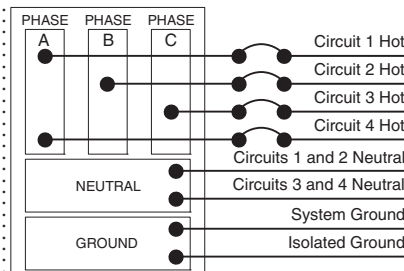 PHASE PHASE PHASE
A B C
Circuit 1 Hot
Circuit 2 Hot
Circuit 3 Hot
Circuit 4 Hot
Circuits 1 and 2 Neutral
NEUTRAL
Circuits 3 and 4 Neutral
System Ground
GROUND
Isolated Ground